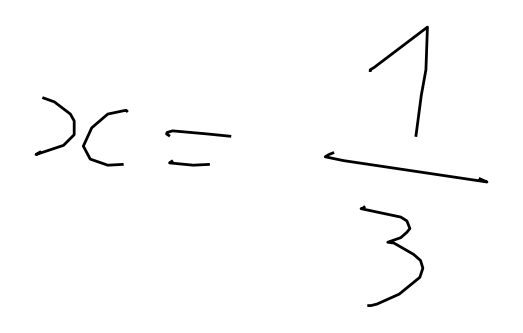 x = 1/3